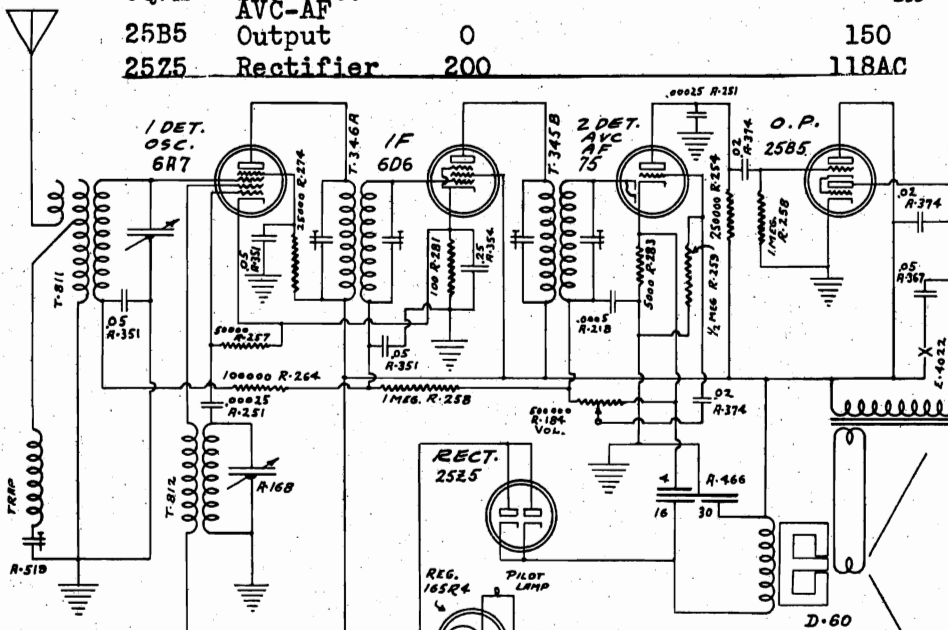 AVC-AF
25B5 Output 0 150
25Z5 Rectifier 200 118AC
.00025 A-251
1 DET.
OSC.
6A7
T-346A
IF
6D6
T-345B
2 DET.
AVC
AF
75
.02
A-374
O.P.
25B5
25000 R-274
250000 R-254
1 MEG.
R-258
.02
A-374
.05
A-351
100 R-281
.25
A-354
5000 R-283
½ MEG R-259
.05
A-367
T-811
.05
A-351
50000
R-257
.05
A-351
.0005
A-218
E-4022
100000 R-264
1 MEG. R-258
.00025
A-251
50000
R-184
VOL.
.02
A-374
RECT.
25Z5
4
A-466
16 30
TRAP
T-812
A-168
A-519
REG.
165R4
PILOT
LAMP
D-60